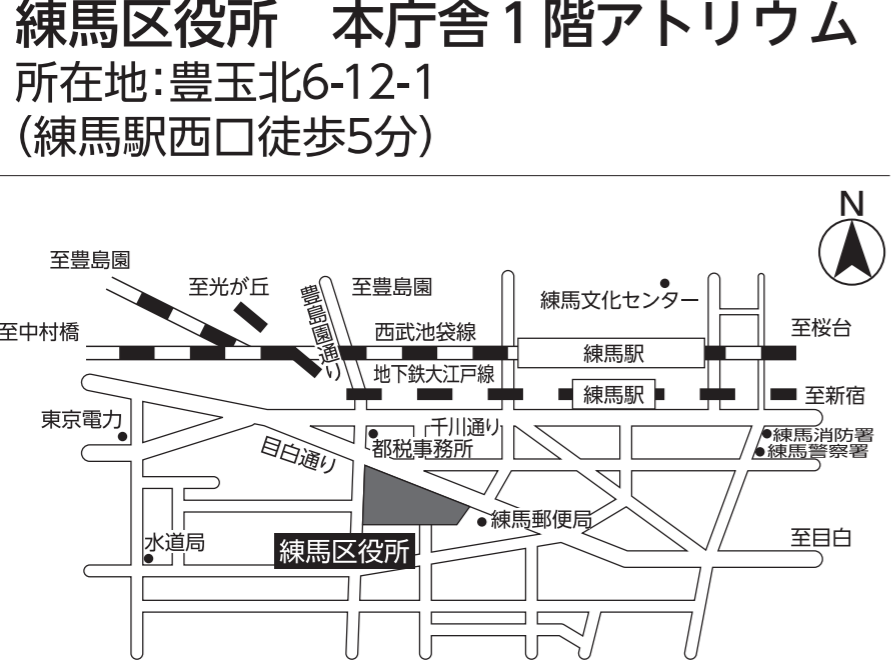 練馬区役所　本庁舎1階アトリウム
所在地:豊玉北6-12-1
(練馬駅西口徒歩5分)
N
至豊島園
至光が丘
豊島園通り
至豊島園
練馬文化センター
至中村橋
西武池袋線
練馬駅
至桜台
地下鉄大江戸線
練馬駅
至新宿
東京電力
目白通り
千川通り
都税事務所
練馬消防署
練馬警察署
練馬郵便局
水道局
練馬区役所
至目白